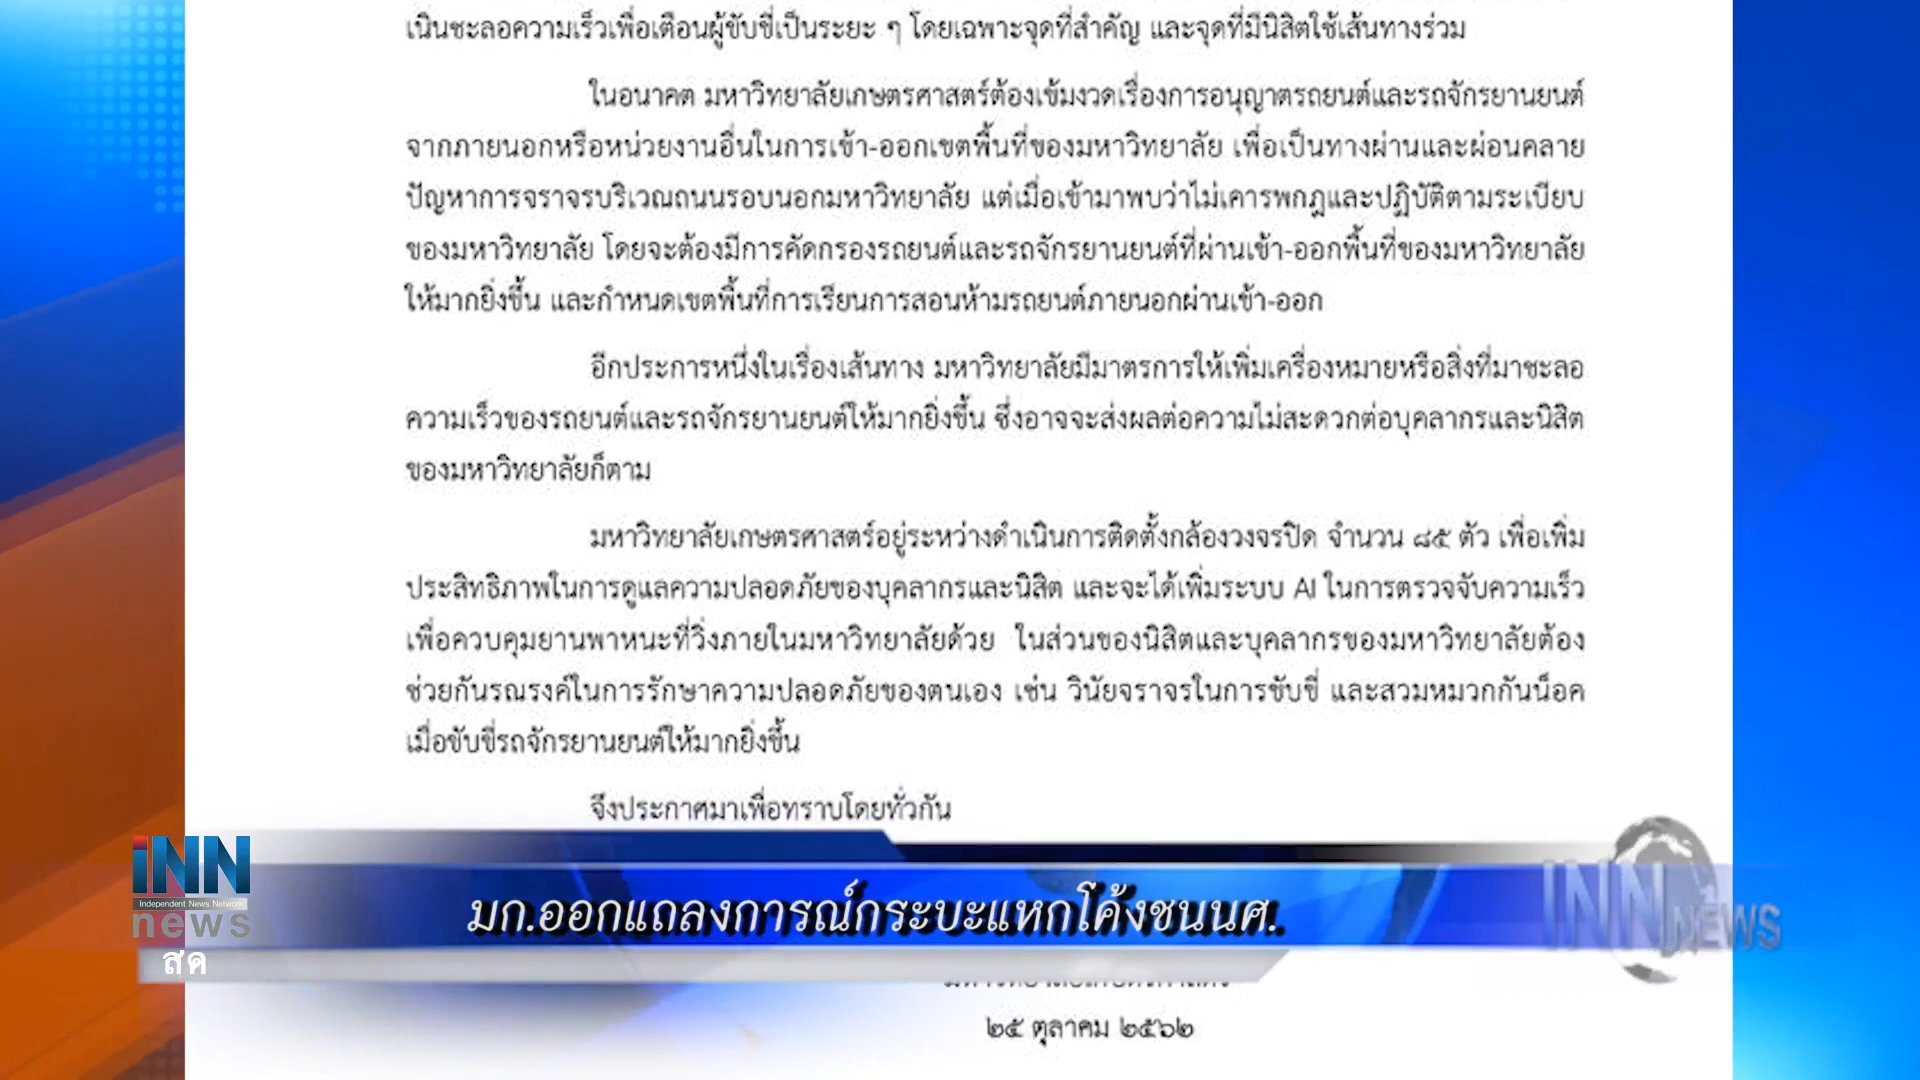 เนินชะลอความเร็วเพื่อเตือนผู้ขับขี่เป็นระยะ ๆ โดยเฉพาะจุดที่สำคัญ และจุดที่มีนิสิตใช้เส้นทางร่วม
ในอนาคต มหาวิทยาลัยเกษตรศาสตร์ต้องเข้มงวดเรื่องการอนุญาตรถยนต์และรถจักรยานยนต์
จากภายนอกหรือหน่วยงานอื่นในการเข้า-ออกเขตพื้นที่ของมหาวิทยาลัย เพื่อเป็นทางผ่านและผ่อนคลาย
ปัญหาการจราจรบริเวณถนนรอบนอกมหาวิทยาลัย แต่เมื่อเข้ามาพบว่าไม่เคารพกฎและปฏิบัติตามระเบียบ
ของมหาวิทยาลัย โดยจะต้องมีการคัดกรองรถยนต์และรถจักรยานยนต์ที่ผ่านเข้า-ออกพื้นที่ของมหาวิทยาลัย
ให้มากยิ่งขึ้น และกำหนดเขตพื้นที่การเรียนการสอนห้ามรถยนต์ภายนอกผ่านเข้า-ออก
อีกประการหนึ่งในเรื่องเส้นทาง มหาวิทยาลัยมีมาตรการให้เพิ่มเครื่องหมายหรือสิ่งที่มาชะลอ
ความเร็วของรถยนต์และรถจักรยานยนต์ให้มากยิ่งขึ้น ซึ่งอาจจะส่งผลต่อความไม่สะดวกต่อบุคลากรและนิสิต
ของมหาวิทยาลัยก็ตาม
มหาวิทยาลัยเกษตรศาสตร์อยู่ระหว่างดำเนินการติดตั้งกล้องวงจรปิด จำนวน ๘๕ ตัว เพื่อเพิ่ม
ประสิทธิภาพในการดูแลความปลอดภัยของบุคลากรและนิสิต และจะได้เพิ่มระบบ AI ในการตรวจจับความเร็ว
เพื่อควบคุมยานพาหนะที่วิ่งภายในมหาวิทยาลัยด้วย ในส่วนของนิสิตและบุคลากรของมหาวิทยาลัยต้อง
ช่วยกันรณรงค์ในการรักษาความปลอดภัยของตนเอง เช่น วินัยจราจรในการขับขี่ และสวมหมวกกันน็อค
เมื่อขับขี่รถจักรยานยนต์ให้มากยิ่งขึ้น
จึงประกาศมาเพื่อทราบโดยทั่วกัน
iNN
Independent News Network
news
สด
มก.ออกแถลงการณ์กระบะแหกโค้งชนนศ.
INN NEWS
๒๕ ตุลาคม ๒๕๖๒